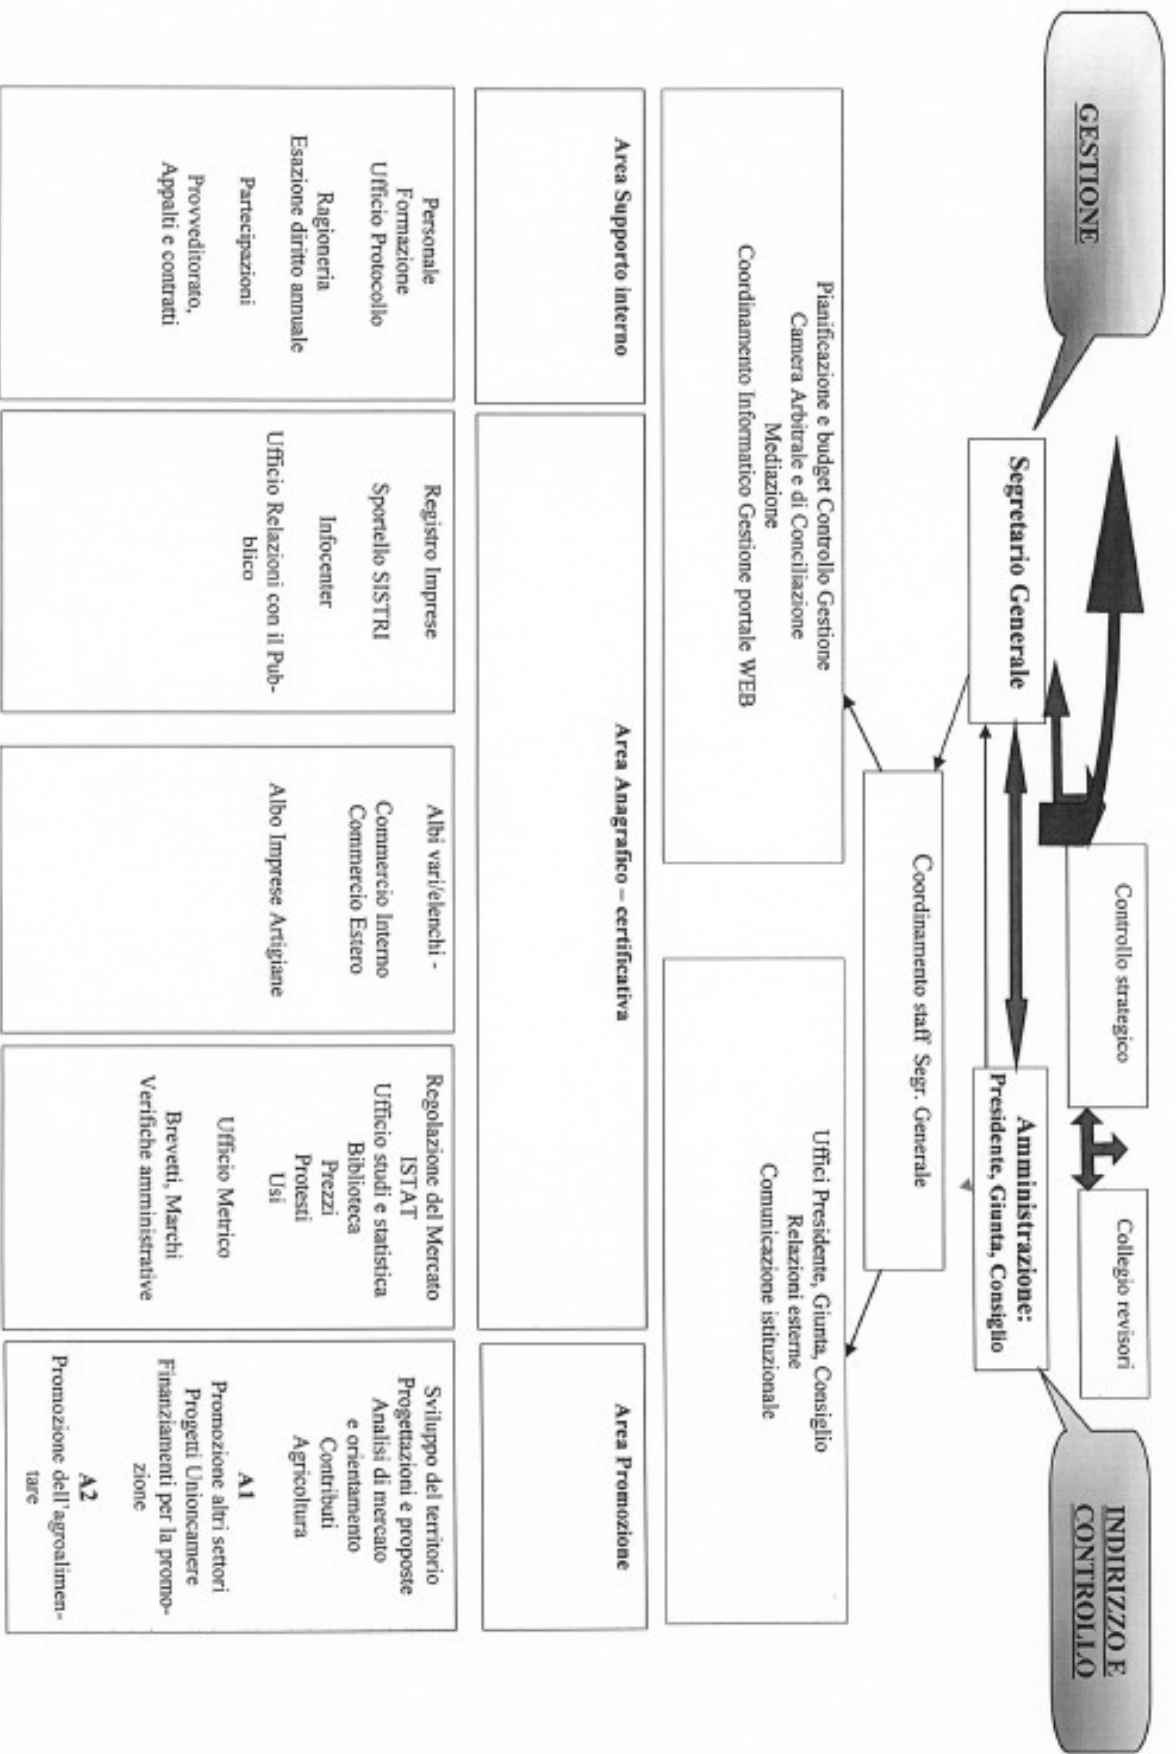 GESTIONE
INDIRIZZO E
CONTROLLO
Controllo strategico
Collegio revisori
Segretario Generale
Amministrazione:
Presidente, Giunta, Consiglio
Coordinamento staff Segr. Generale
Pianificazione e budget Controllo Gestione
Camera Arbitrale e di Conciliazione
Mediazione
Coordinamento Informatico Gestione portale WEB
Uffici Presidente, Giunta, Consiglio
Relazioni esterne
Comunicazione istituzionale
Area Supporto interno
Area Anagrafico – certificativa
Area Promozione
Personale
Formazione
Ufficio Protocollo
Ragioneria
Esazione diritto annuale
Partecipazioni
Provveditorato,
Appalti e contratti
Registro Imprese
Sportello SISTRI
Infocenter
Ufficio Relazioni con il Pub-
blico
Albi vari/elenchi -
Commercio Interno
Commercio Estero
Albo Imprese Artigiane
Regolazione del Mercato
ISTAT
Ufficio studi e statistica
Biblioteca
Prezzi
Protesti
Usi
Ufficio Metrico
Brevetti, Marchi
Verifiche amministrative
Sviluppo del territorio
Progettazioni e proposte
Analisi di mercato
e orientamento
Contributi
Agricoltura
A1
Promozione altri settori
Progetti Unioncamere
Finanziamenti per la promo-
zione
A2
Promozione dell'agroalimen-
tare